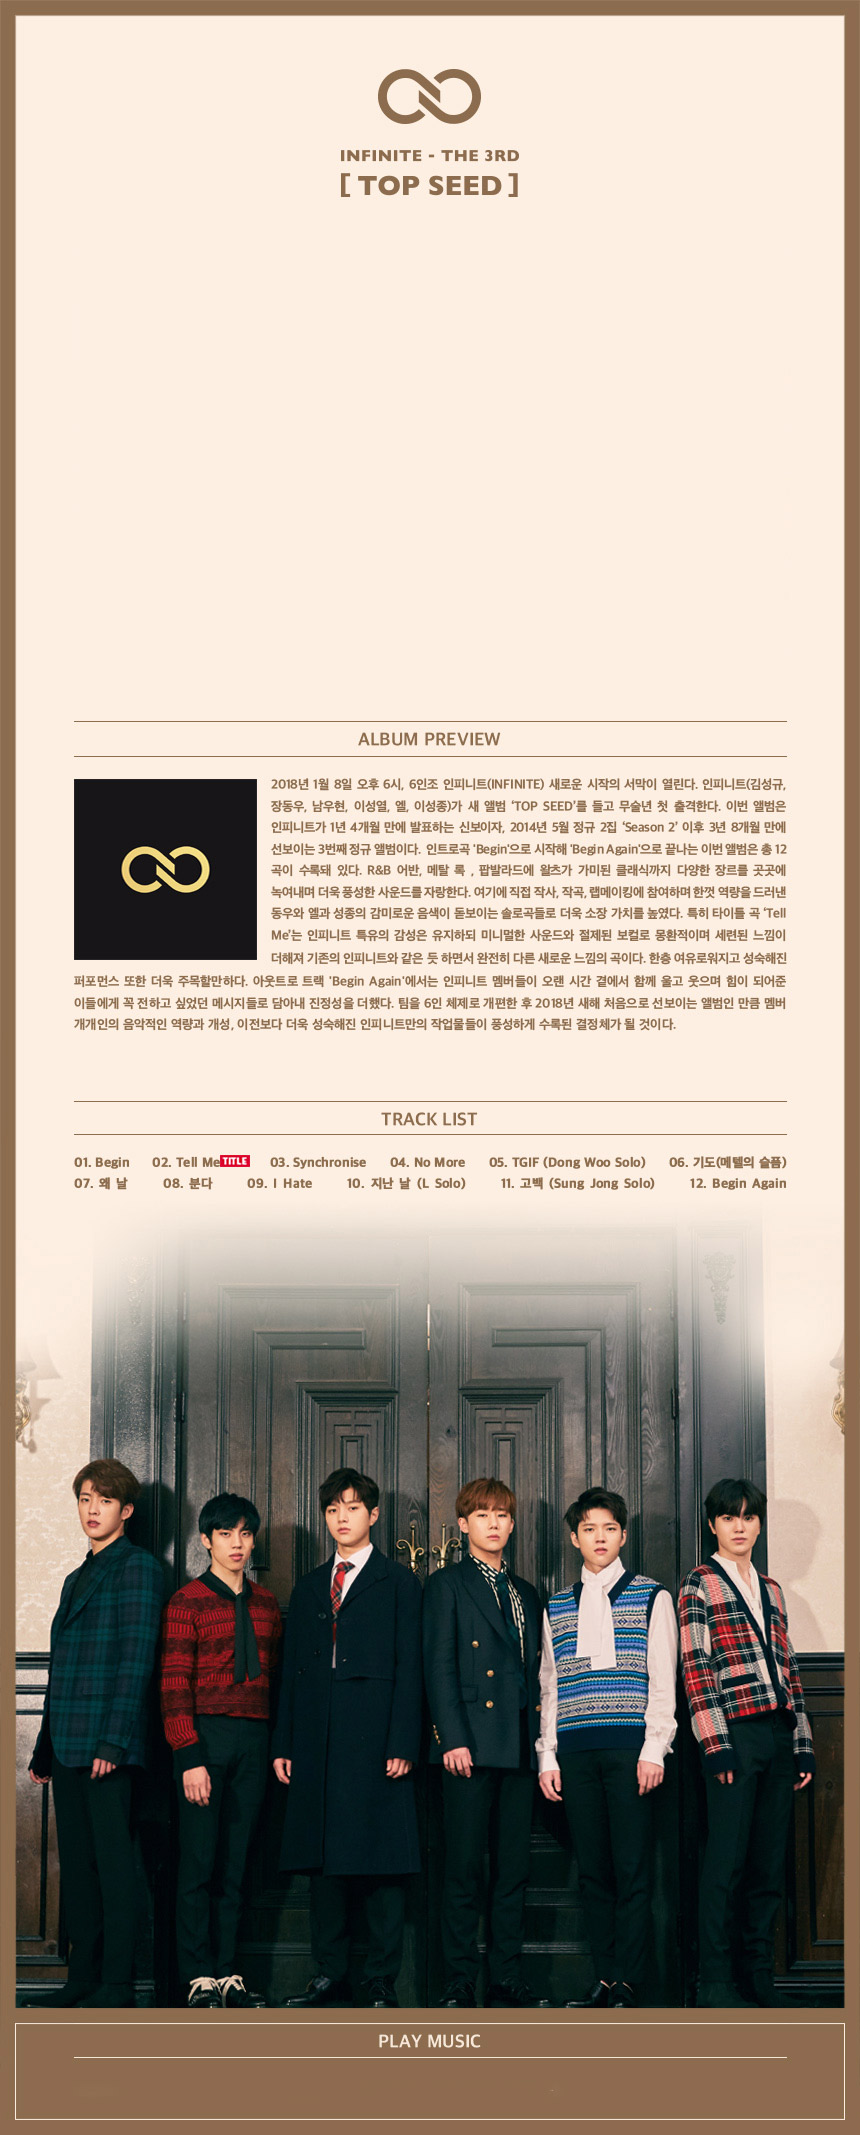 INFINITE - THE 3RD
[ TOP SEED ]
ALBUM PREVIEW
2018년 1월 8일 오후 6시, 6인조 인피니트(INFINITE) 새로운 시작의 서막이 열린다. 인피니트(김성규,
장동우, 남우현, 이성열, 엘, 이성종)가 새 앨범 ‘TOP SEED’를 들고 무술년 첫 출격한다. 이번 앨범은
인피니트가 1년 4개월 만에 발표하는 신보이자, 2014년 5월 정규 2집 ‘Season 2’ 이후 3년 8개월 만에
선보이는 3번째 정규 앨범이다. 인트로곡 'Begin'으로 시작해 'Begin Again'으로 끝나는 이번 앨범은 총 12
곡이 수록돼 있다. R&B 어반, 메탈 록 , 팝발라드에 왈츠가 가미된 클래식까지 다양한 장르를 곳곳에
녹여내며 더욱 풍성한 사운드를 자랑한다. 여기에 직접 작사, 작곡, 랩메이킹에 참여하며 한껏 역량을 드러낸
동우와 엘과 성종의 감미로운 음색이 돋보이는 솔로곡들로 더욱 소장 가치를 높였다. 특히 타이틀 곡 ‘Tell
Me’는 인피니트 특유의 감성은 유지하되 미니멀한 사운드와 절제된 보컬로 몽환적이며 세련된 느낌이
더해져 기존의 인피니트와 같은 듯 하면서 완전히 다른 새로운 느낌의 곡이다. 한층 여유로워지고 성숙해진
퍼포먼스 또한 더욱 주목할만하다. 아웃트로 트랙 'Begin Again'에서는 인피니트 멤버들이 오랜 시간 곁에서 함께 울고 웃으며 힘이 되어준
이들에게 꼭 전하고 싶었던 메시지들로 담아내 진정성을 더했다. 팀을 6인 체제로 개편한 후 2018년 새해 처음으로 선보이는 앨범인 만큼 멤버
개개인의 음악적인 역량과 개성, 이전보다 더욱 성숙해진 인피니트만의 작업물들이 풍성하게 수록된 결정체가 될 것이다.
TRACK LIST
01. Begin 02. Tell Me TITLE 03. Synchronise 04. No More 05. TGIF (Dong Woo Solo) 06. 기도(메텔의 슬픔)
07. 왜 날 08. 분다 09. I Hate 10. 지난 날 (L Solo) 11. 고백 (Sung Jong Solo) 12. Begin Again
PLAY MUSIC